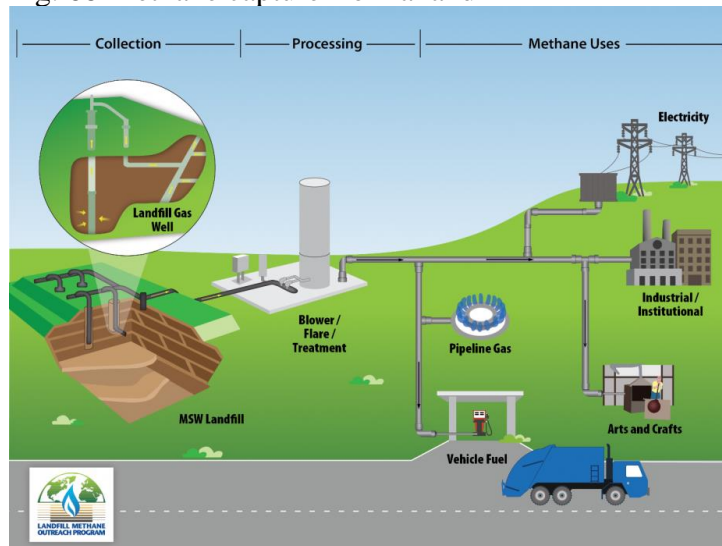 Collection
Processing
Methane Uses
Electricity
Landfill Gas
Well
Industrial /
Institutional
Blower /
Flare /
Treatment
Pipeline Gas
MSW Landfill
Arts and Crafts
Vehicle Fuel
LANDFILL METHANE
OUTREACH PROGRAM